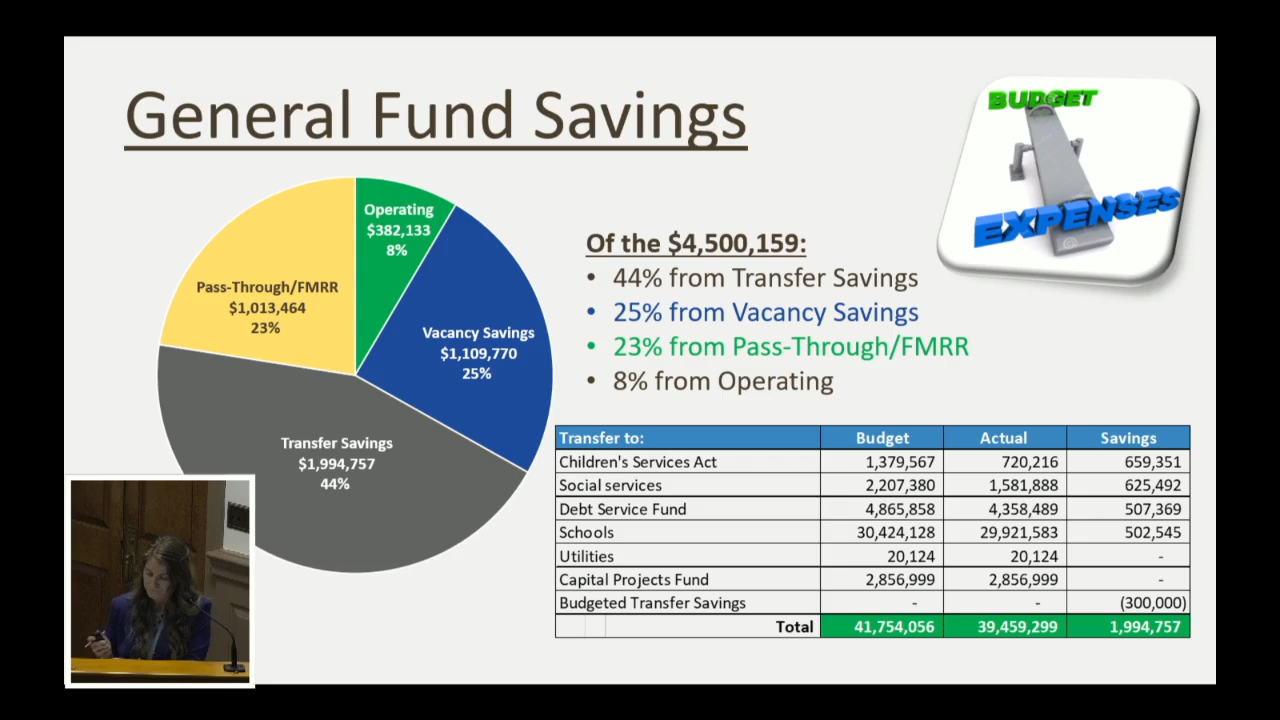 General Fund Savings
BUDGET
EXPENSES
Operating
$382,133
8%
Pass-Through/FMRR
$1,013,464
23%
Vacancy Savings
$1,109,770
25%
Transfer Savings
$1,994,757
44%
Of the $4,500,159:
• 44% from Transfer Savings
• 25% from Vacancy Savings
• 23% from Pass-Through/FMRR
• 8% from Operating
Transfer to: Budget Actual Savings
Children's Services Act 1,379,567 720,216 659,351
Social services 2,207,380 1,581,888 625,492
Debt Service Fund 4,865,858 4,358,489 507,369
Schools 30,424,128 29,921,583 502,545
Utilities 20,124 20,124 -
Capital Projects Fund 2,856,999 2,856,999 -
Budgeted Transfer Savings - - (300,000)
Total 41,754,056 39,459,299 1,994,757